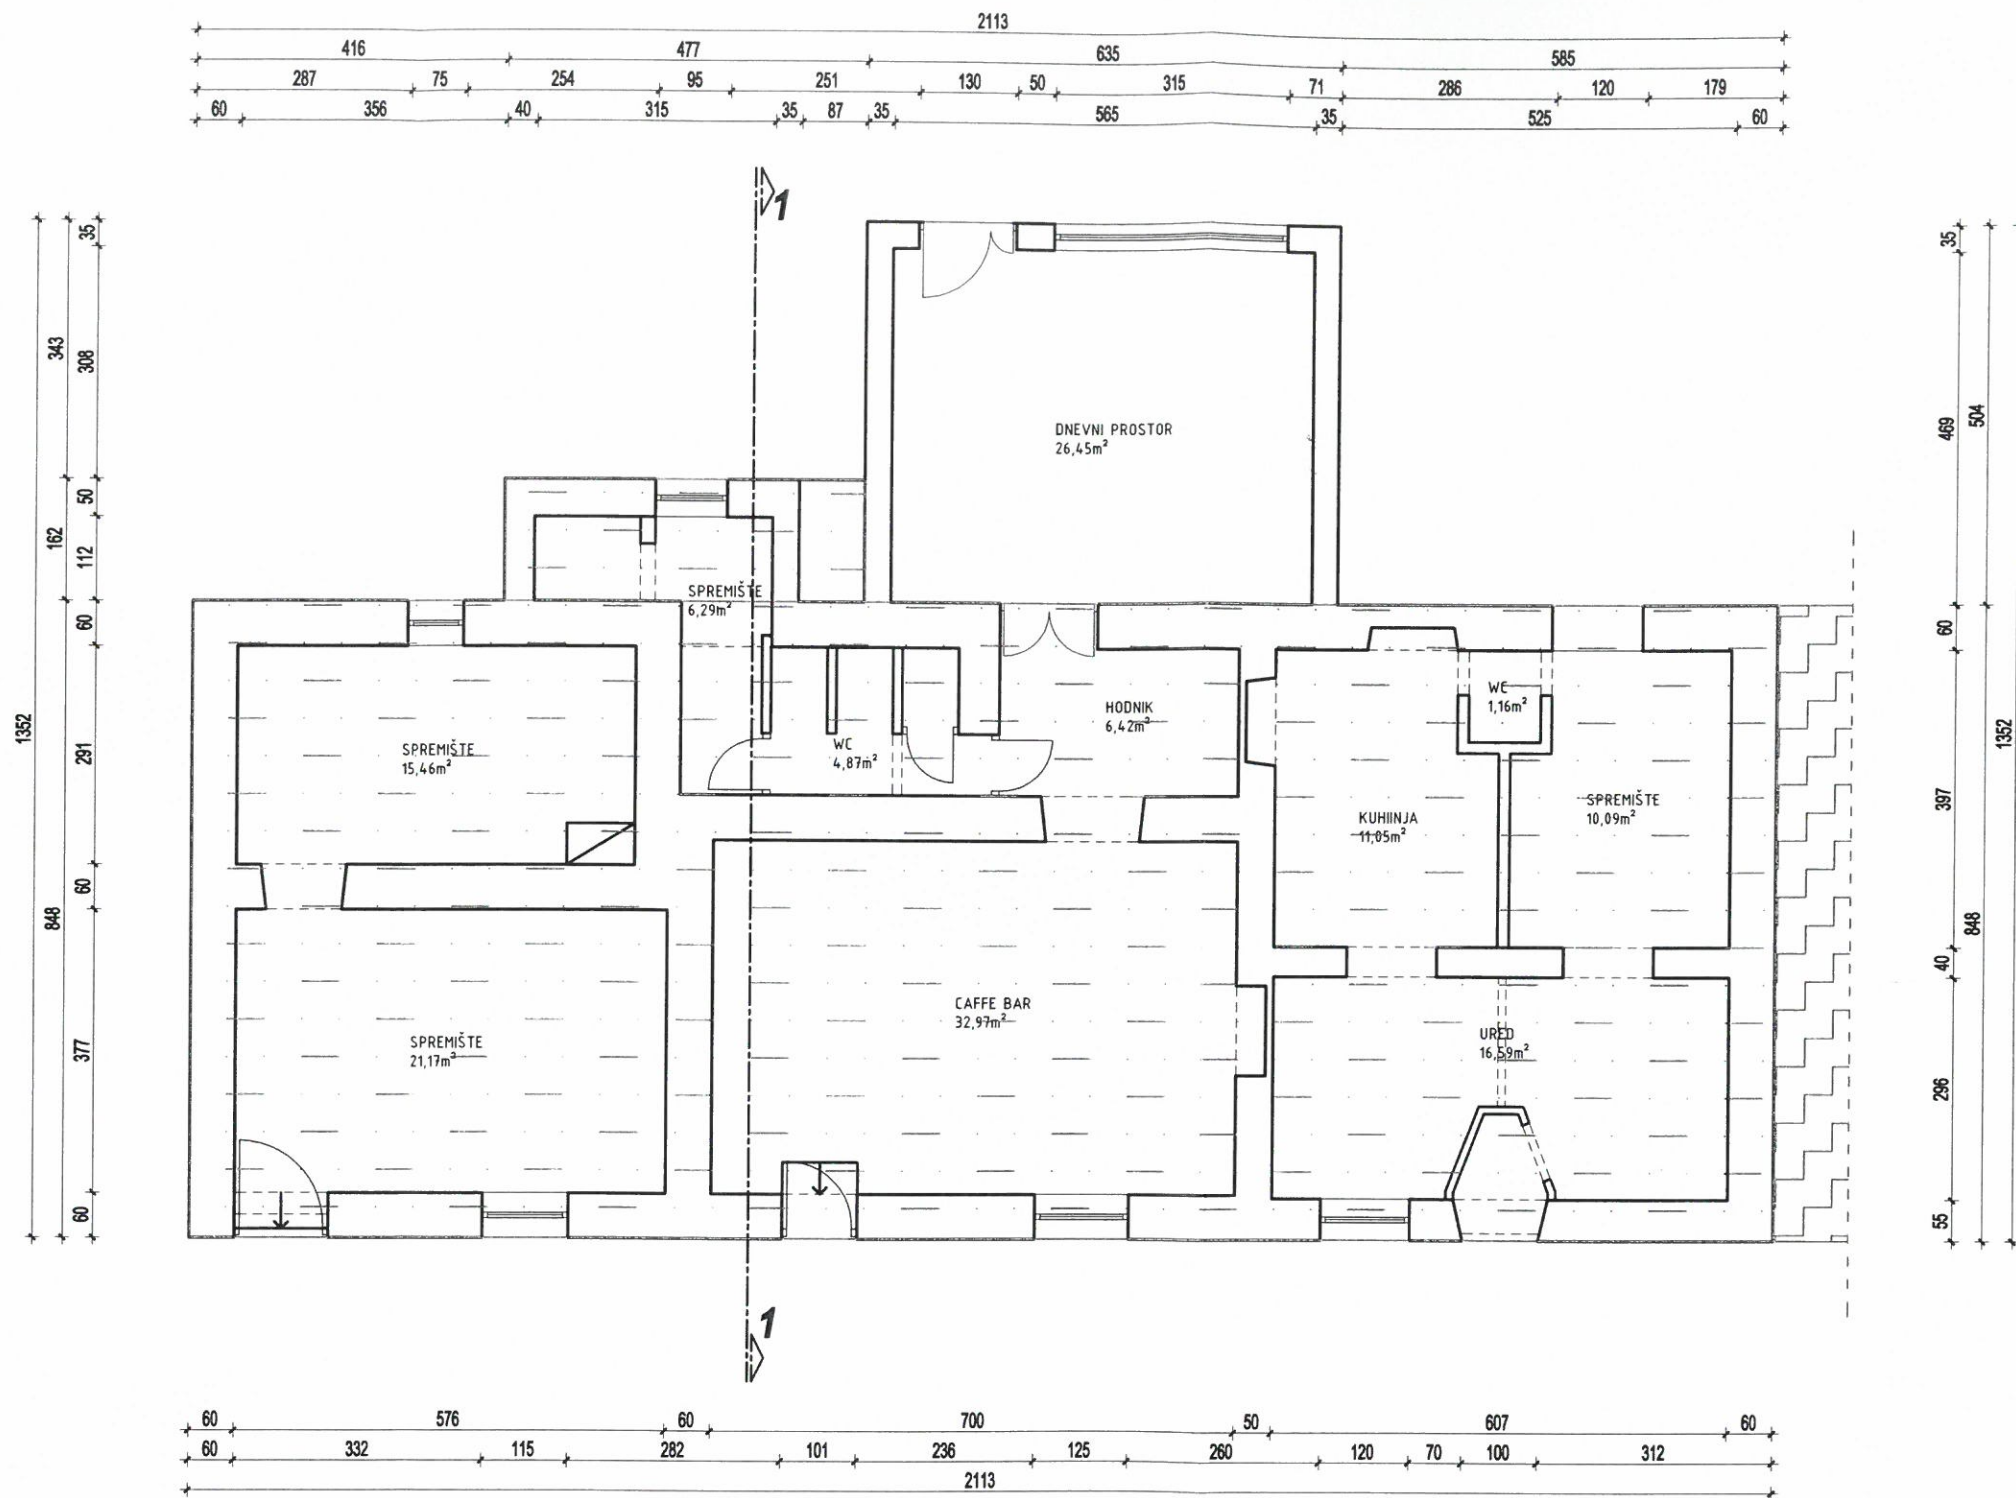 2113
416 477 635 585
287 75 254 95 251 130 50 315 71 286 120 179
60 356 40 315 35 87 35 565 35 525 60
1
35
343
308
50
162
112
60
1352
291
60
848
377
60
35
469
504
60
1352
397
848
40
296
55
DNEVNI PROSTOR
26,45m²
SPREMIŠTE
6,29m²
WC
1,16m²
HODNIK
6,42m²
SPREMIŠTE
15,46m²
WC
4,87m²
KUHIINJA
11,05m²
SPREMIŠTE
10,09m²
CAFFE BAR
32,97m²
SPREMIŠTE
21,17m²
URED
16,59m²
1
60 576 60 700 50 607 60
60 332 115 282 101 236 125 260 120 70 100 312
2113